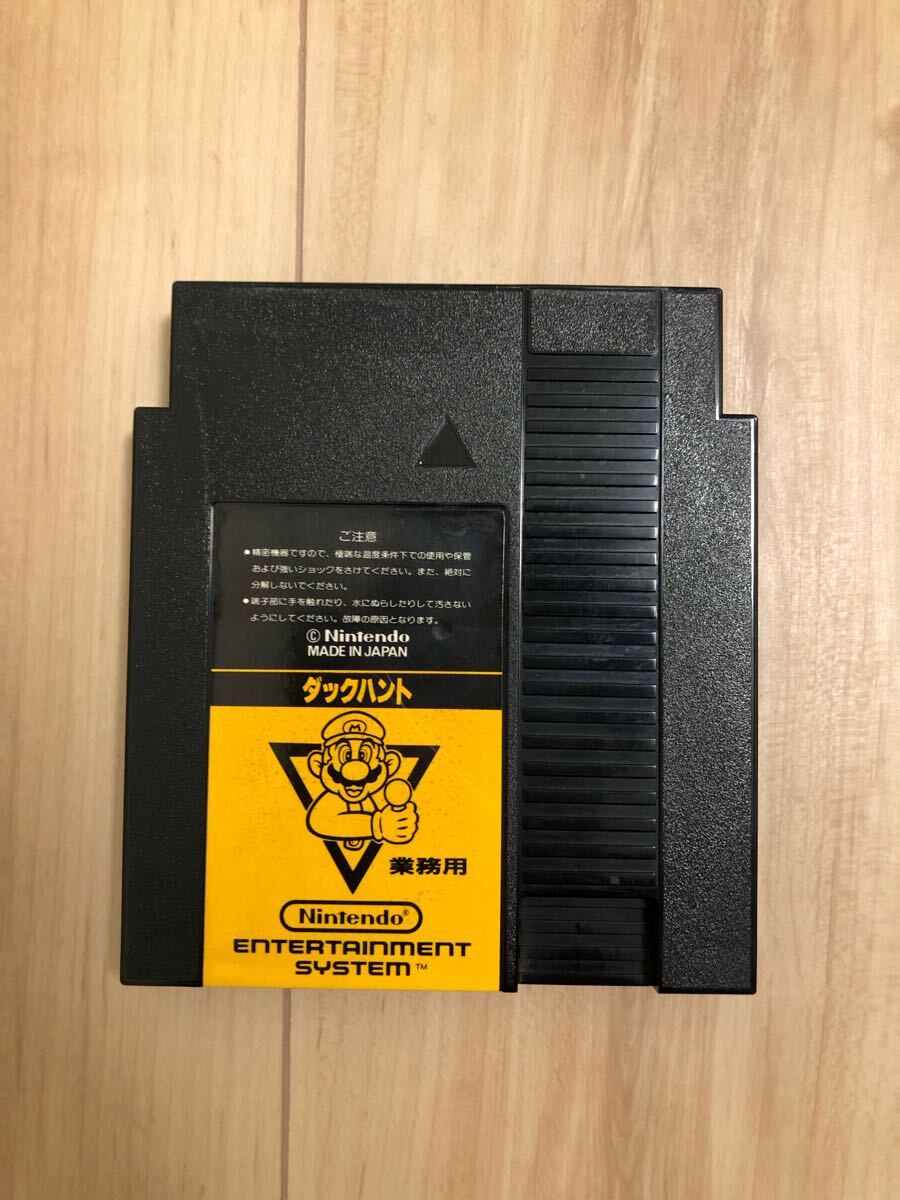 ご注意
●精密機器ですので、極端な温度条件下での使用や保管
および強いショックをさけてください。また、絶対に
分解しないでください。
●端子部に手を触れたり、水にぬらしたりして汚さない
ようにしてください。故障の原因となります。
©Nintendo
MADE IN JAPAN
ダックハント
M
業務用
Nintendo®
ENTERTAINMENT
SYSTEM™